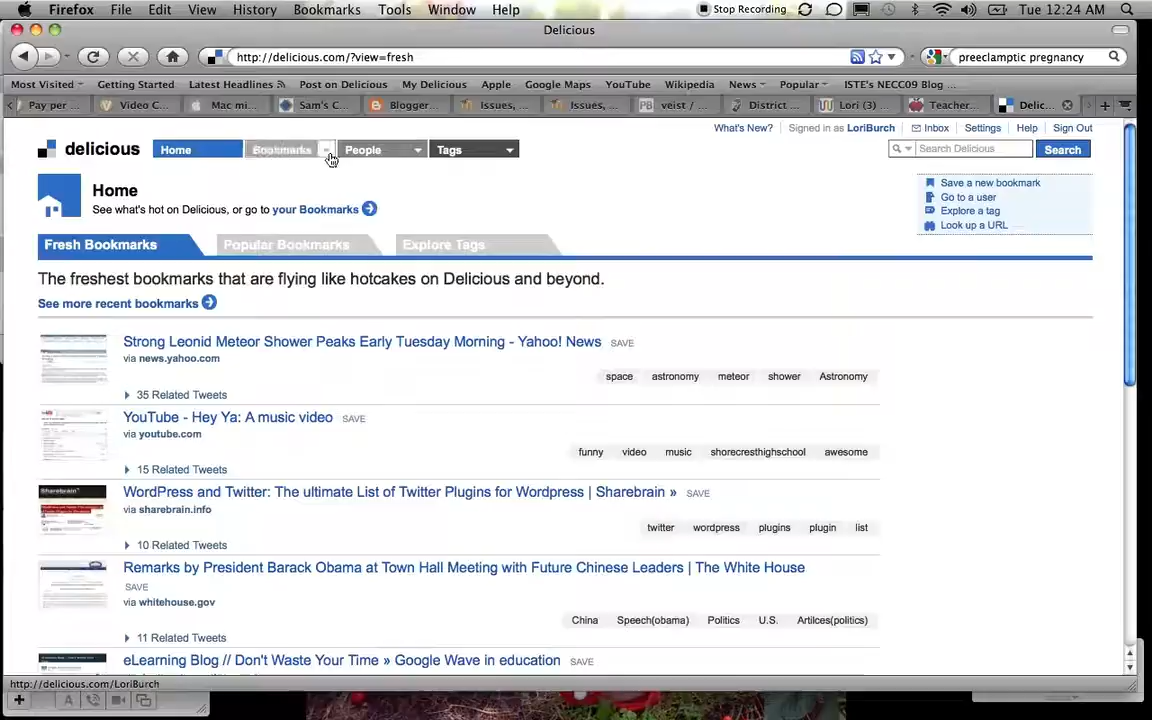 Firefox File Edit View History Bookmarks Tools Window Help Stop Recording Tue 12:24 AM
Delicious
http://delicious.com/?view=fresh preeclamptic pregnancy
Most Visited Getting Started Latest Headlines Post on Delicious My Delicious Apple Google Maps YouTube Wikipedia News Popular ISTE's NECC09 Blog ...
Pay per ... Video C... Mac mi... Sam's C... Blogger... Issues, ... Issues, ... PB veist / ... District ... Lori (3) ... Teacher... Delic...
What's New? Signed in as LoriBurch Inbox Settings Help Sign Out
delicious Home Bookmarks People Tags Search Delicious Search
Home
See what's hot on Delicious, or go to your Bookmarks
Save a new bookmark
Go to a user
Explore a tag
Look up a URL
Fresh Bookmarks Popular Bookmarks Explore Tags
The freshest bookmarks that are flying like hotcakes on Delicious and beyond.
See more recent bookmarks
Strong Leonid Meteor Shower Peaks Early Tuesday Morning - Yahoo! News SAVE
via news.yahoo.com
space astronomy meteor shower Astronomy
35 Related Tweets
YouTube - Hey Ya: A music video SAVE
via youtube.com
funny video music shorecresthighschool awesome
15 Related Tweets
WordPress and Twitter: The ultimate List of Twitter Plugins for Wordpress | Sharebrain » SAVE
via sharebrain.info
twitter wordpress plugins plugin list
10 Related Tweets
Remarks by President Barack Obama at Town Hall Meeting with Future Chinese Leaders | The White House
SAVE
via whitehouse.gov
China Speech(obama) Politics U.S. Artilces(politics)
11 Related Tweets
eLearning Blog // Don't Waste Your Time » Google Wave in education SAVE
http://delicious.com/LoriBurch